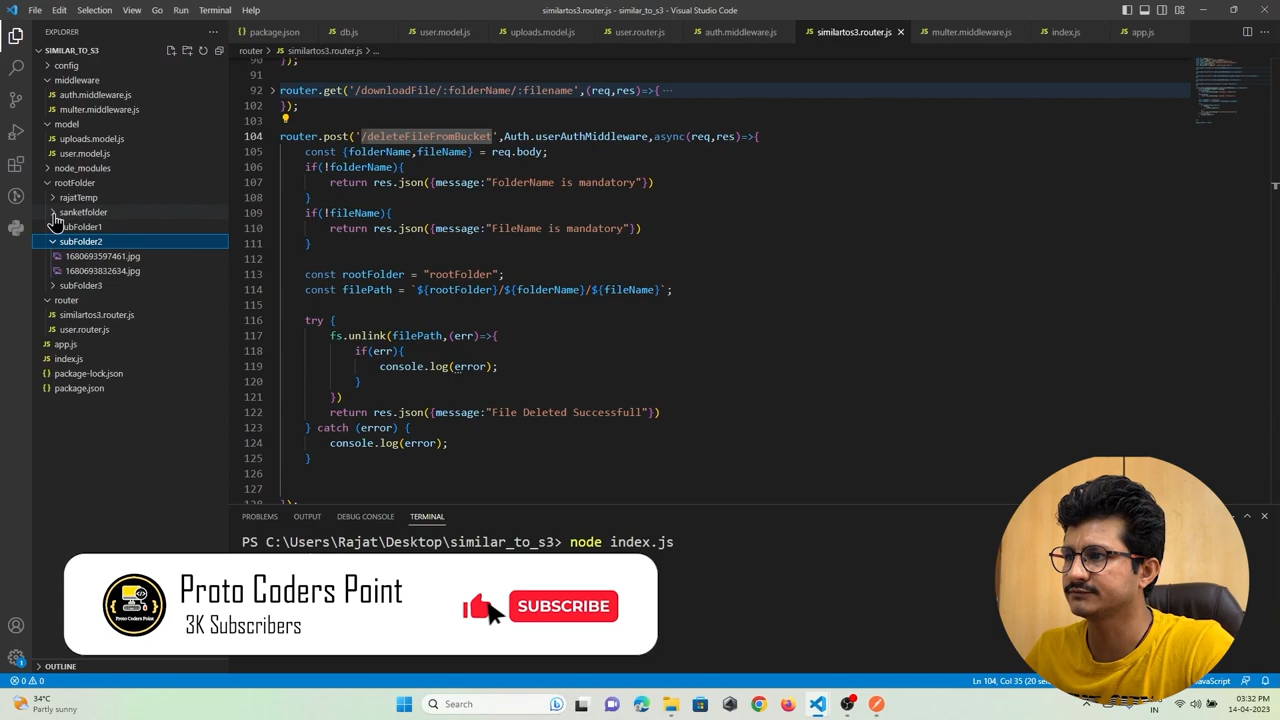 File Edit Selection View Go Run Terminal Help
similartos3.router.js - similar_to_s3 - Visual Studio Code
EXPLORER
SIMILAR_TO_S3
config
middleware
auth.middleware.js
multer.middleware.js
model
uploads.model.js
user.model.js
node_modules
rootFolder
rajatTemp
sanketfolder
ubFolder1
subFolder2
1680693597461.jpg
1680693832634.jpg
subFolder3
router
similartos3.router.js
user.router.js
app.js
index.js
package-lock.json
package.json
OUTLINE
package.json db.js user.model.js uploads.model.js user.router.js auth.middleware.js similartos3.router.js multer.middleware.js index.js app.js
router > similartos3.router.js > ...
90 });
91
92 router.get('/downloadFile/:folderName/:filename',(req,res)=>{ ...
102 });
103
104 router.post('/deleteFileFromBucket',Auth.userAuthMiddleware,async(req,res)=>{
105 const {folderName,fileName} = req.body;
106 if(!folderName){
107 return res.json({message:"FolderName is mandatory"})
108 }
109 if(!fileName){
110 return res.json({message:"FileName is mandatory"})
111 }
112
113 const rootFolder = "rootFolder";
114 const filePath = `${rootFolder}/${folderName}/${fileName}`;
115
116 try {
117 fs.unlink(filePath,(err)=>{
118 if(err){
119 console.log(error);
120 }
121 })
122 return res.json({message:"File Deleted Successfull"})
123 } catch (error) {
124 console.log(error);
125 }
126
127
128 });
PROBLEMS OUTPUT DEBUG CONSOLE TERMINAL
PS C:\Users\Rajat\Desktop\similar_to_s3> node index.js
Proto Coders Point
3K Subscribers
SUBSCRIBE
0 0
Ln 104, Col 35 (20 sele
JavaScript
34°C
Partly sunny
Search
IN
03:32 PM
14-04-2023